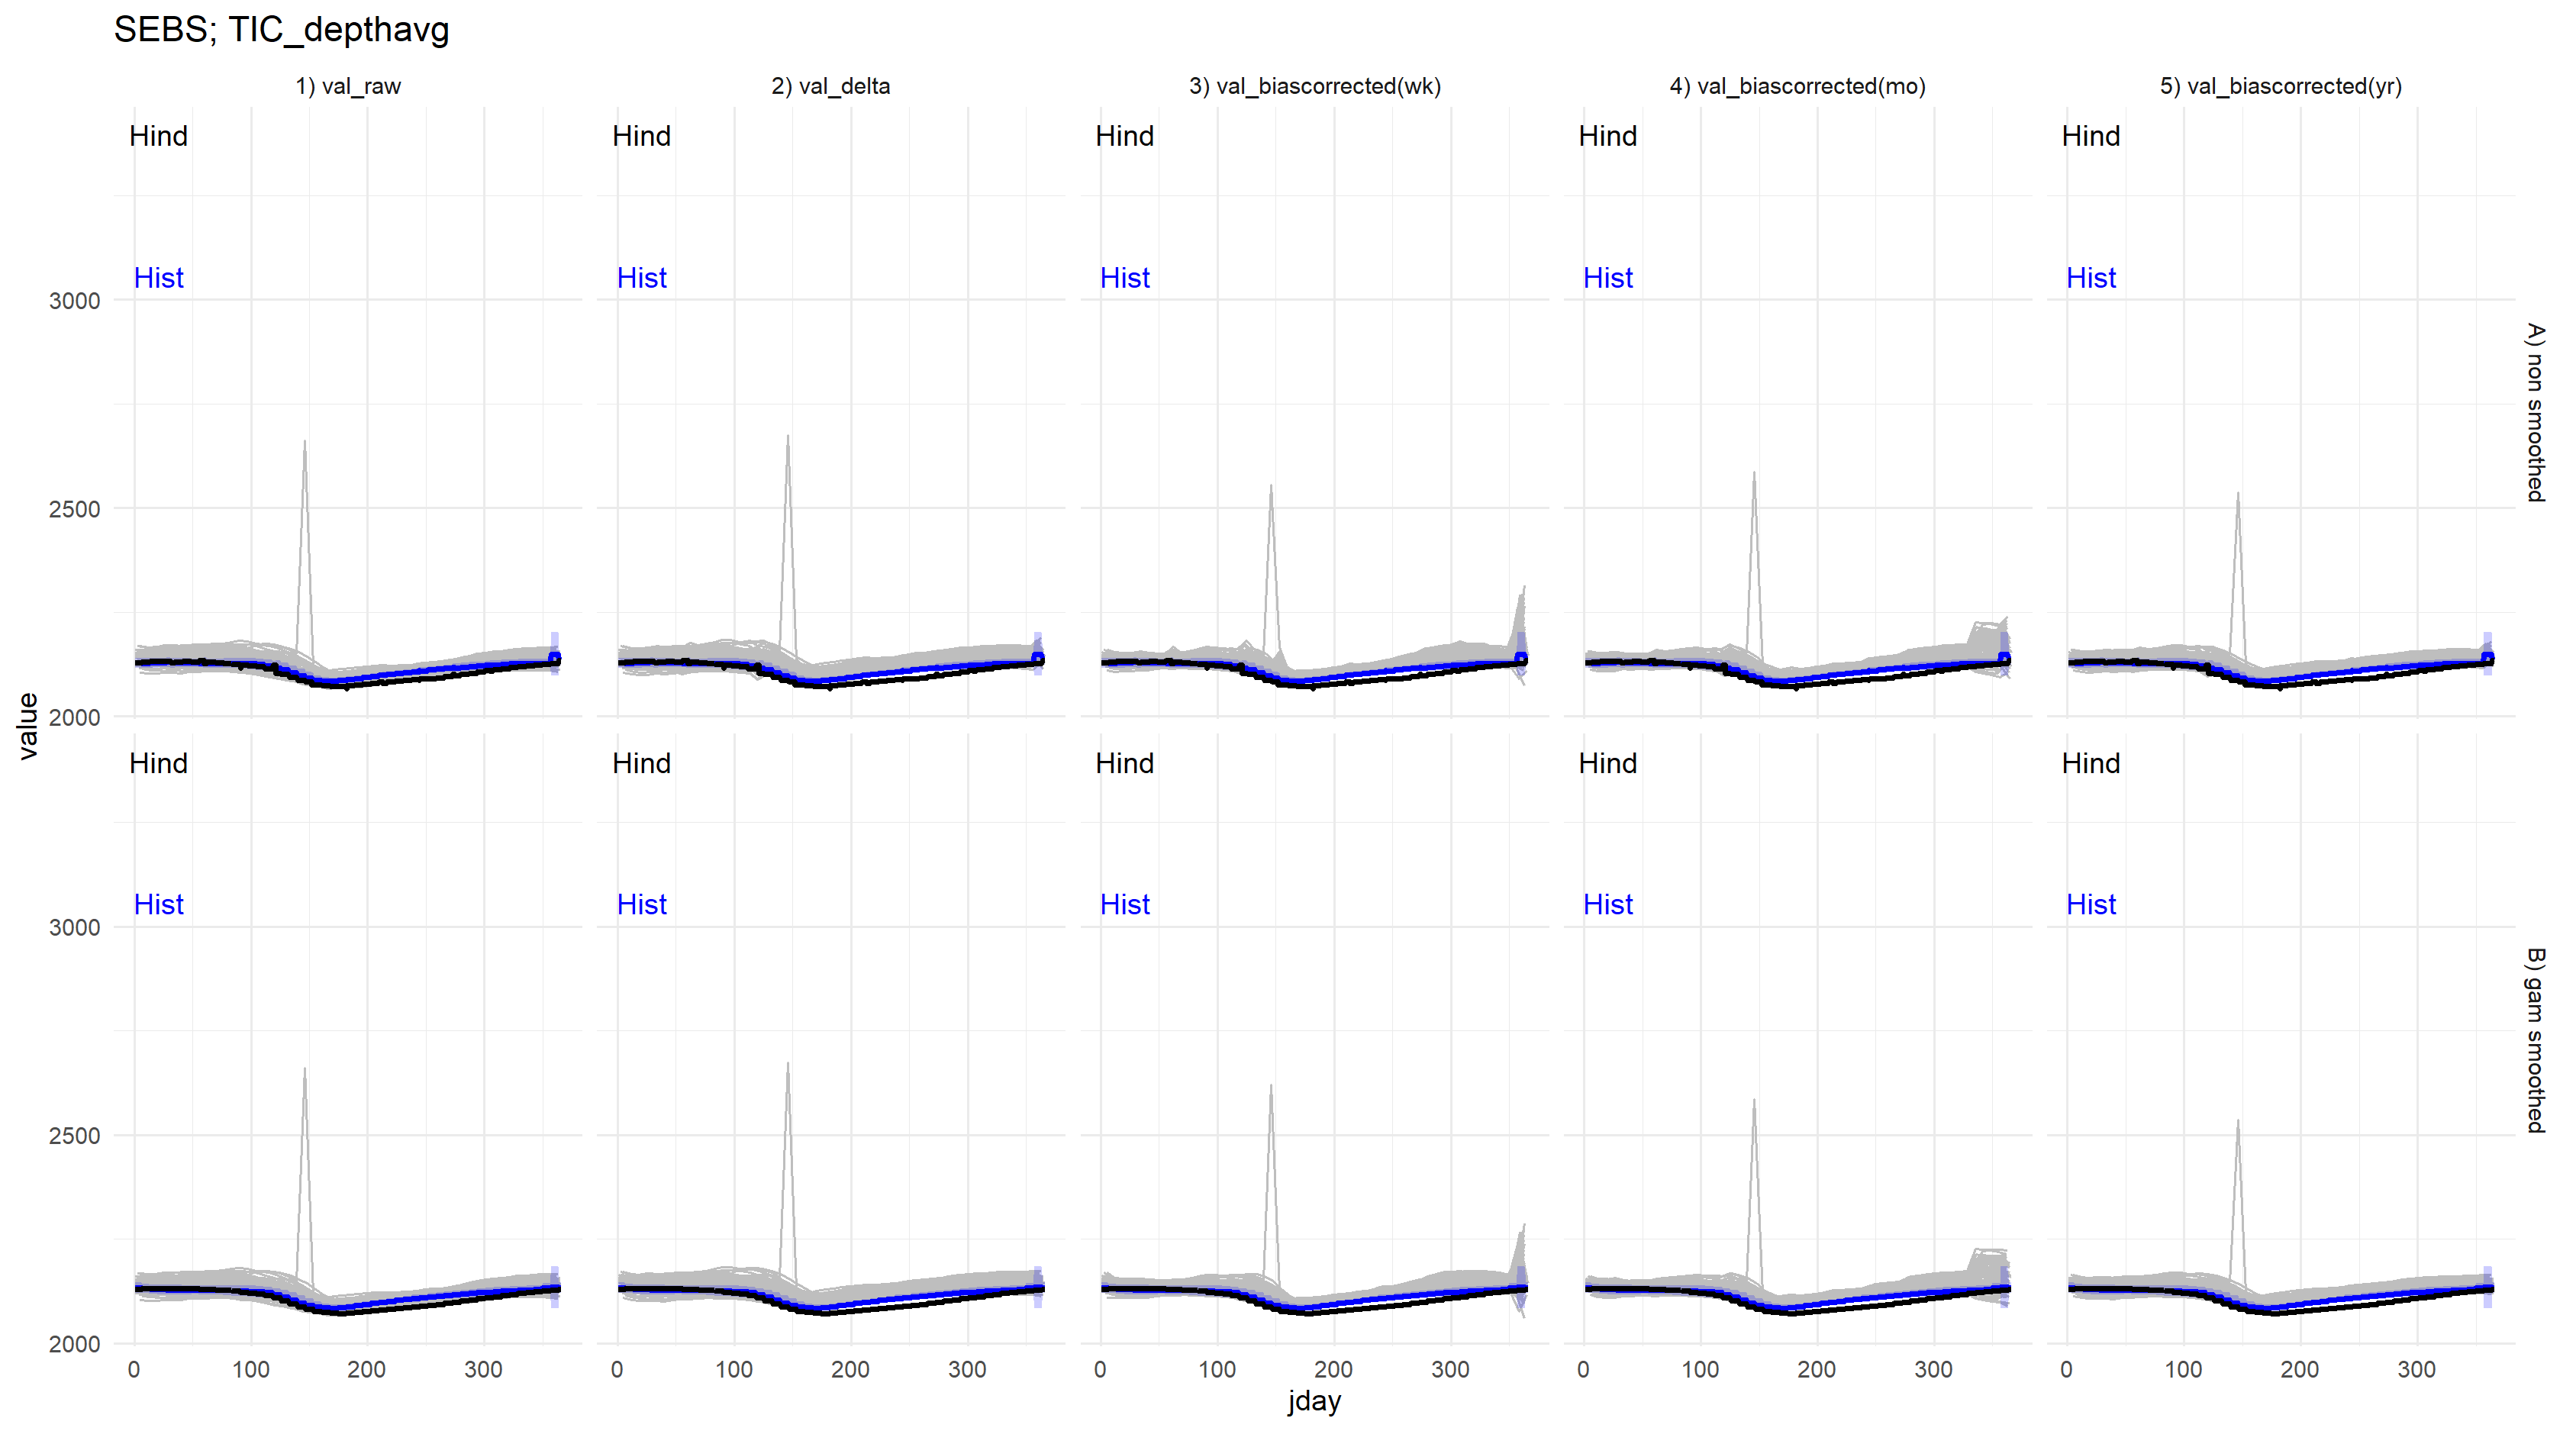 SEBS; TIC_depthavg
1) val_raw
2) val_delta
3) val_biascorrected(wk)
4) val_biascorrected(mo)
5) val_biascorrected(yr)
Hind
Hind
Hind
Hind
Hind
Hist
Hist
Hist
Hist
Hist
3000
2500
2000
A) non smoothed
value
Hind
Hind
Hind
Hind
Hind
Hist
Hist
Hist
Hist
Hist
3000
2500
2000
B) gam smoothed
0 100 200 300
0 100 200 300
0 100 200 300
0 100 200 300
0 100 200 300
jday